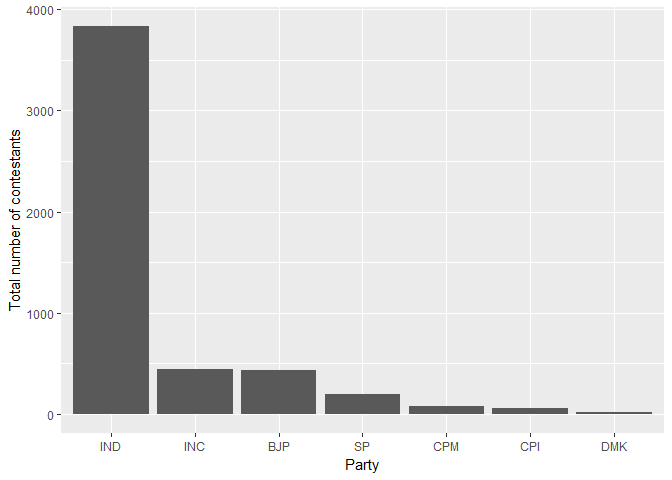 Total number of contestants
4000
3000
2000
1000
0
IND INC BJP SP CPM CPI DMK
Party